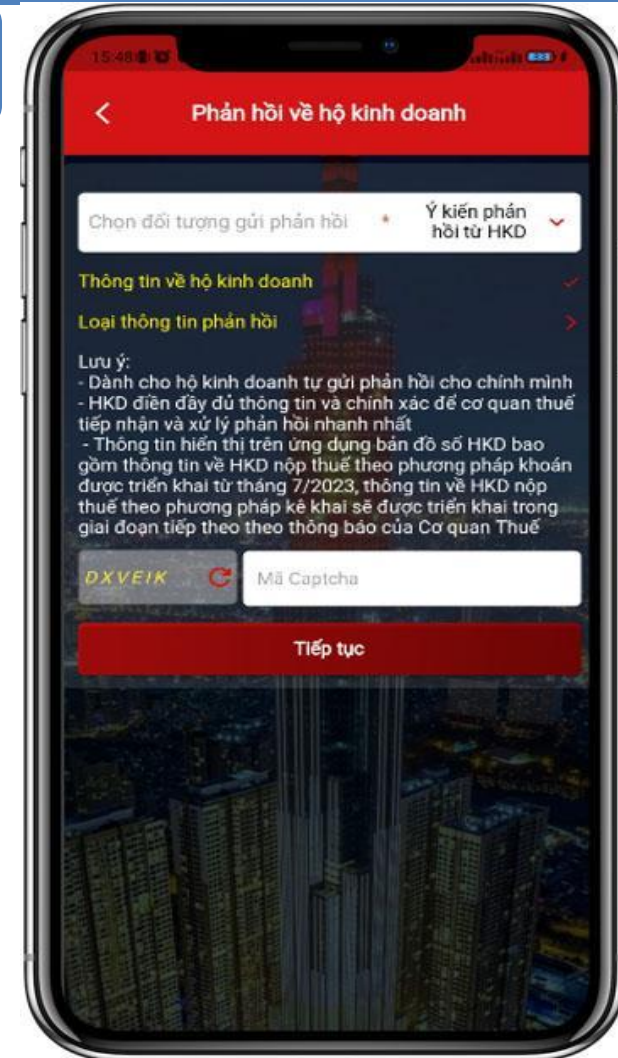 15:48
Phản hồi về hộ kinh doanh
Chọn đối tượng gửi phản hồi * Ý kiến phản
hồi từ HKD
Thông tin về hộ kinh doanh
Loại thông tin phản hồi
Lưu ý:
- Dành cho hộ kinh doanh tự gửi phản hồi cho chính mình
- HKD điền đầy đủ thông tin và chính xác để cơ quan thuế
tiếp nhận và xử lý phản hồi nhanh nhất
- Thông tin hiển thị trên ứng dụng bản đồ số HKD bao
gồm thông tin về HKD nộp thuế theo phương pháp khoán
được triển khai từ tháng 7/2023, thông tin về HKD nộp
thuế theo phương pháp kê khai sẽ được triển khai trong
giai đoạn tiếp theo theo thông báo của Cơ quan Thuế
DXVEIK Mã Captcha
Tiếp tục